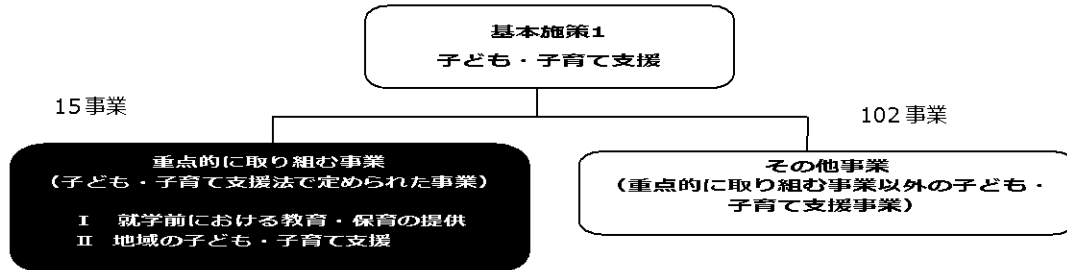 基本施策1
子ども・子育て支援
15事業
102事業
重点的に取り組む事業
（子ども・子育て支援法で定められた事業）
Ⅰ　就学前における教育・保育の提供
Ⅱ　地域の子ども・子育て支援
その他事業
（重点的に取り組む事業以外の子ども・
子育て支援事業）